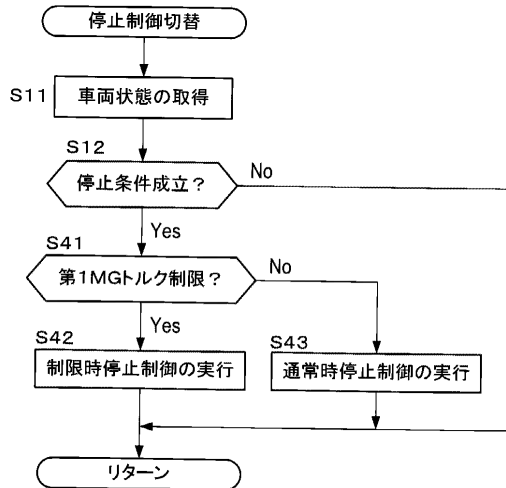 停止制御切替
S11
車両状態の取得
S12
停止条件成立？
No
Yes
S41
第1MGトルク制限？
No
Yes
S42
制限時停止制御の実行
S43
通常時停止制御の実行
リターン